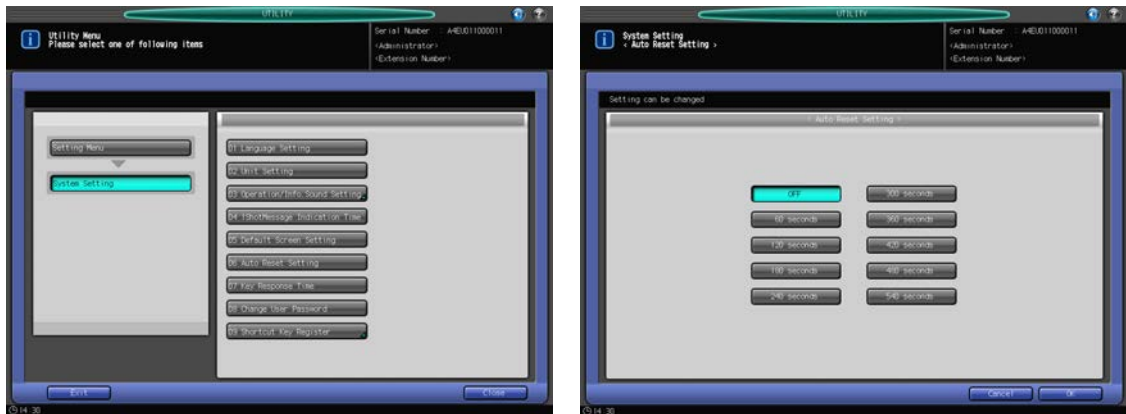 UTILITY
Utility Menu
Please select one of following items
Serial Number : A4EU011000011
<Administrator>
<Extension Number>
Setting Menu
System Setting
01 Language Setting
02 Unit Setting
03 Operation/Info.Sound Setting
04 1ShotMessage Indication Time
05 Default Screen Setting
06 Auto Reset Setting
07 Key Response Time
08 Change User Password
09 Shortcut Key Register
Exit
Close
14:30
UTILITY
System Setting
< Auto Reset Setting >
Serial Number : A4EU011000011
<Administrator>
<Extension Number>
Setting can be changed
< Auto Reset Setting >
OFF
300 seconds
60 seconds
360 seconds
120 seconds
420 seconds
180 seconds
480 seconds
240 seconds
540 seconds
Cancel
OK
14:30